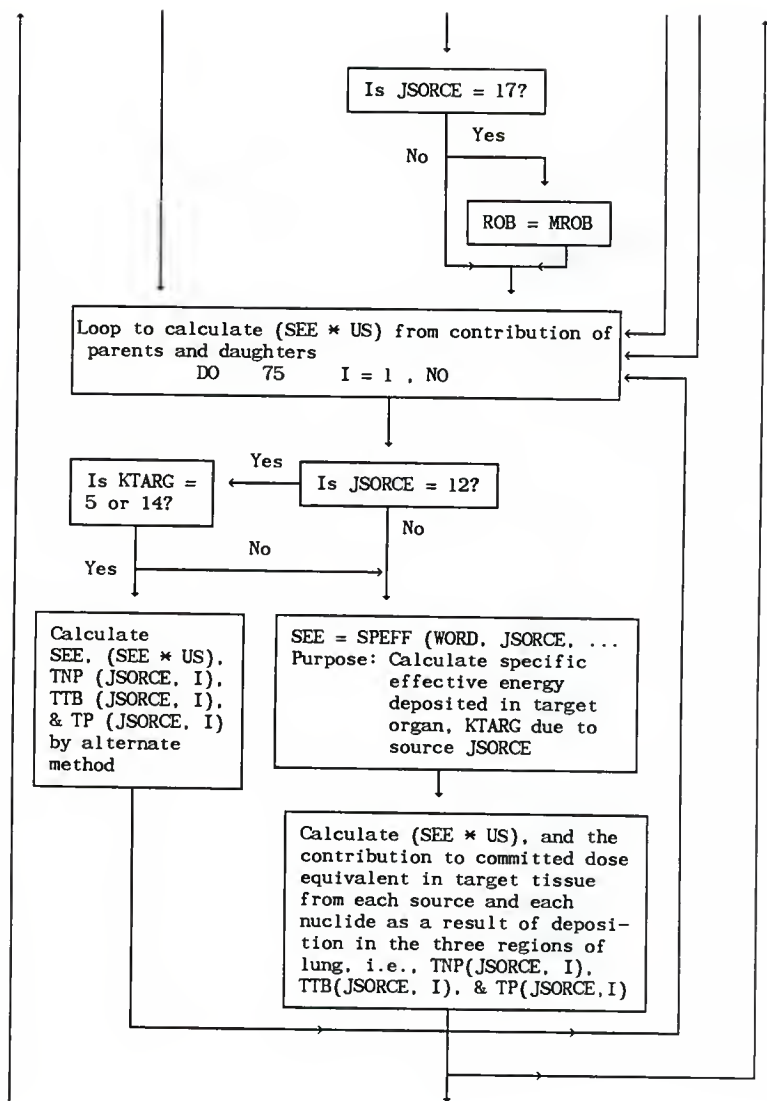 Is JSORCE = 17?
Yes
No
ROB = MROB
Loop to calculate (SEE * US) from contribution of
parents and daughters
DO 75 I = 1 , NO
Is KTARG =
5 or 14?
Yes
Is JSORCE = 12?
No
No
Yes
Calculate
SEE, (SEE * US),
TNP (JSORCE, I),
TTB (JSORCE, I),
& TP (JSORCE, I)
by alternate
method
SEE = SPEFF (WORD, JSORCE, ...
Purpose: Calculate specific
effective energy
deposited in target
organ, KTARG due to
source JSORCE
Calculate (SEE * US), and the
contribution to committed dose
equivalent in target tissue
from each source and each
nuclide as a result of deposi-
tion in the three regions of
lung, i.e., TNP(JSORCE, I),
TTB(JSORCE, I), & TP(JSORCE,I)